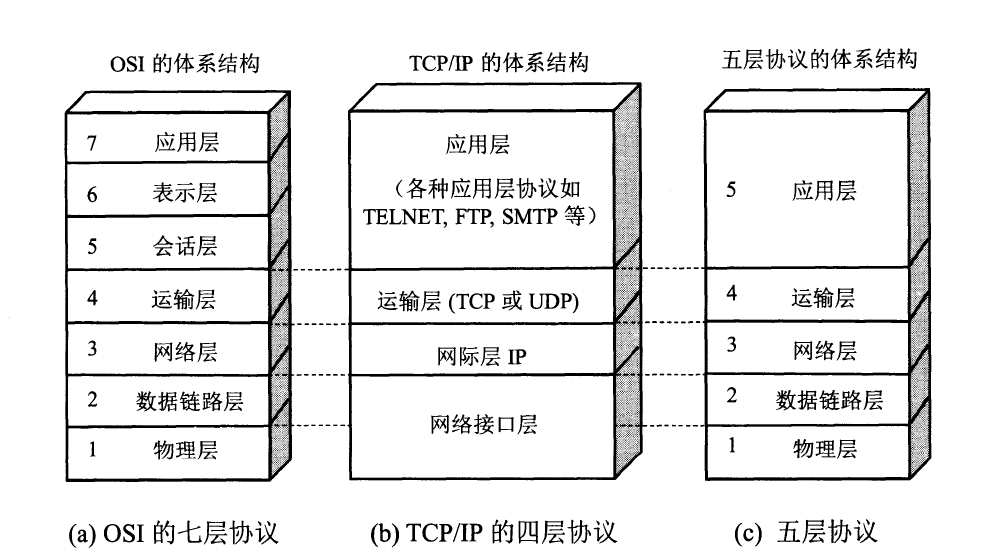 OSI 的体系结构
7 应用层
6 表示层
5 会话层
4 运输层
3 网络层
2 数据链路层
1 物理层
(a) OSI 的七层协议
TCP/IP 的体系结构
应用层
（各种应用层协议如
TELNET, FTP, SMTP 等）
运输层 (TCP 或 UDP)
网际层 IP
网络接口层
(b) TCP/IP 的四层协议
五层协议的体系结构
5 应用层
4 运输层
3 网络层
2 数据链路层
1 物理层
(c) 五层协议